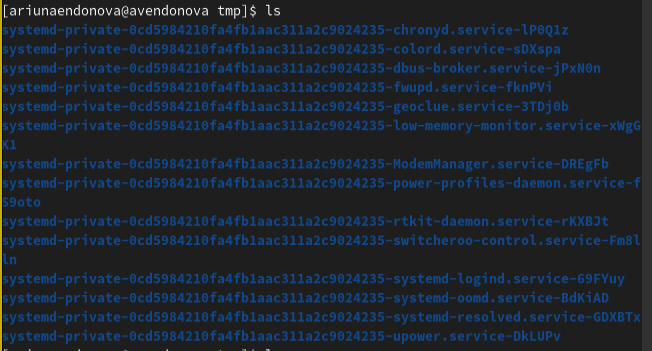 [ariunaendonova@avendonova tmp]$ ls
systemd-private-0cd5984210fa4fb1aac311a2c9024235-chronyd.service-lP0Q1z
systemd-private-0cd5984210fa4fb1aac311a2c9024235-colord.service-sDXspa
systemd-private-0cd5984210fa4fb1aac311a2c9024235-dbus-broker.service-jPxN0n
systemd-private-0cd5984210fa4fb1aac311a2c9024235-fwupd.service-fknPVi
systemd-private-0cd5984210fa4fb1aac311a2c9024235-geoclue.service-3TDj0b
systemd-private-0cd5984210fa4fb1aac311a2c9024235-low-memory-monitor.service-xWgG
K1
systemd-private-0cd5984210fa4fb1aac311a2c9024235-ModemManager.service-DREgFb
systemd-private-0cd5984210fa4fb1aac311a2c9024235-power-profiles-daemon.service-f
S9oto
systemd-private-0cd5984210fa4fb1aac311a2c9024235-rtkit-daemon.service-rKXBJt
systemd-private-0cd5984210fa4fb1aac311a2c9024235-switcheroo-control.service-Fm8l
ln
systemd-private-0cd5984210fa4fb1aac311a2c9024235-systemd-logind.service-69FYuy
systemd-private-0cd5984210fa4fb1aac311a2c9024235-systemd-oomd.service-BdKiAD
systemd-private-0cd5984210fa4fb1aac311a2c9024235-systemd-resolved.service-GDXBTx
systemd-private-0cd5984210fa4fb1aac311a2c9024235-upower.service-DkLUPv